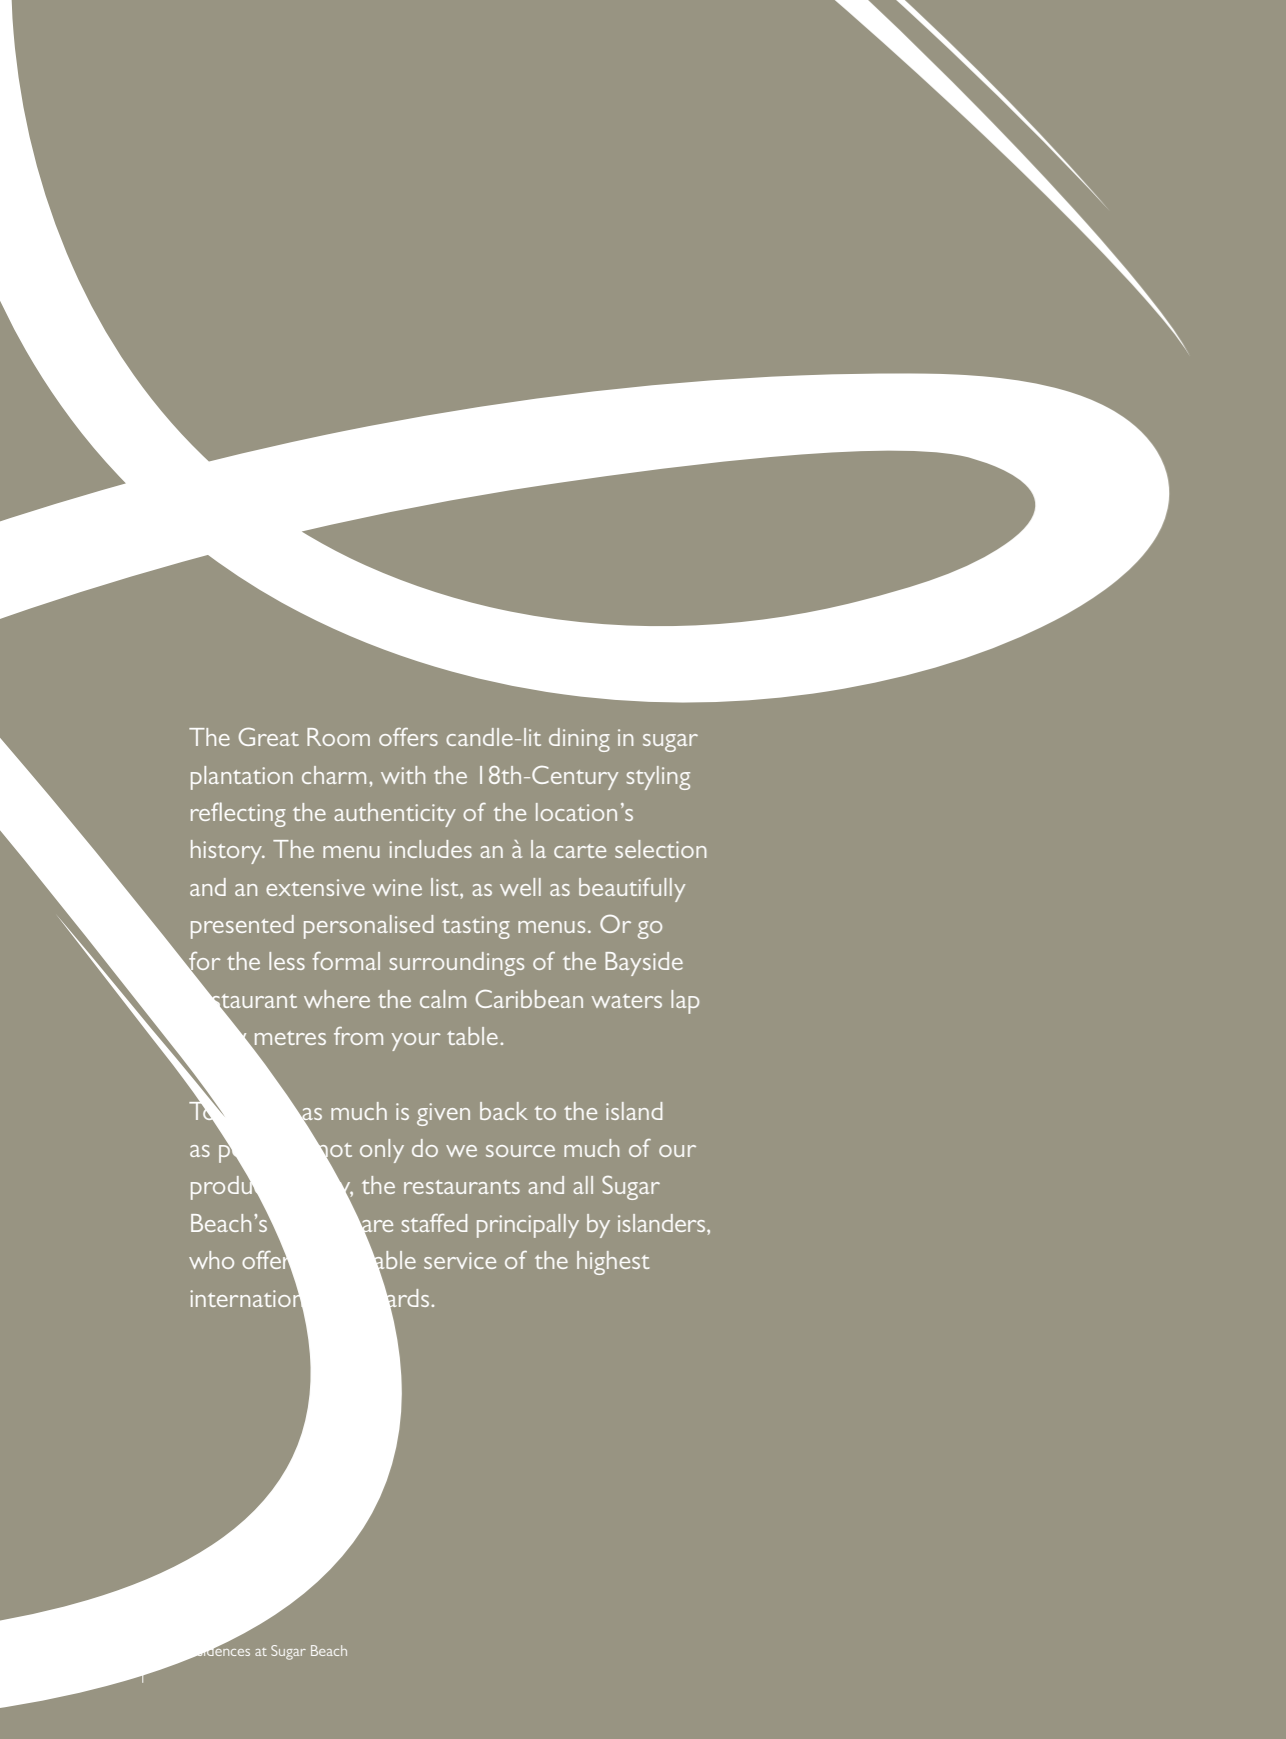 The Great Room offers candle-lit dining in sugar
plantation charm, with the 18th-Century styling
reflecting the authenticity of the location's
history. The menu includes an à la carte selection
and an extensive wine list, as well as beautifully
presented personalised tasting menus. Or go
for the less formal surroundings of the Bayside
where the calm Caribbean waters lap
metres from your table.
as much is given back to the island
as not only do we source much of our
the restaurants and all Sugar
Beach's are staffed principally by islanders,
who offer service of the highest
at Sugar Beach